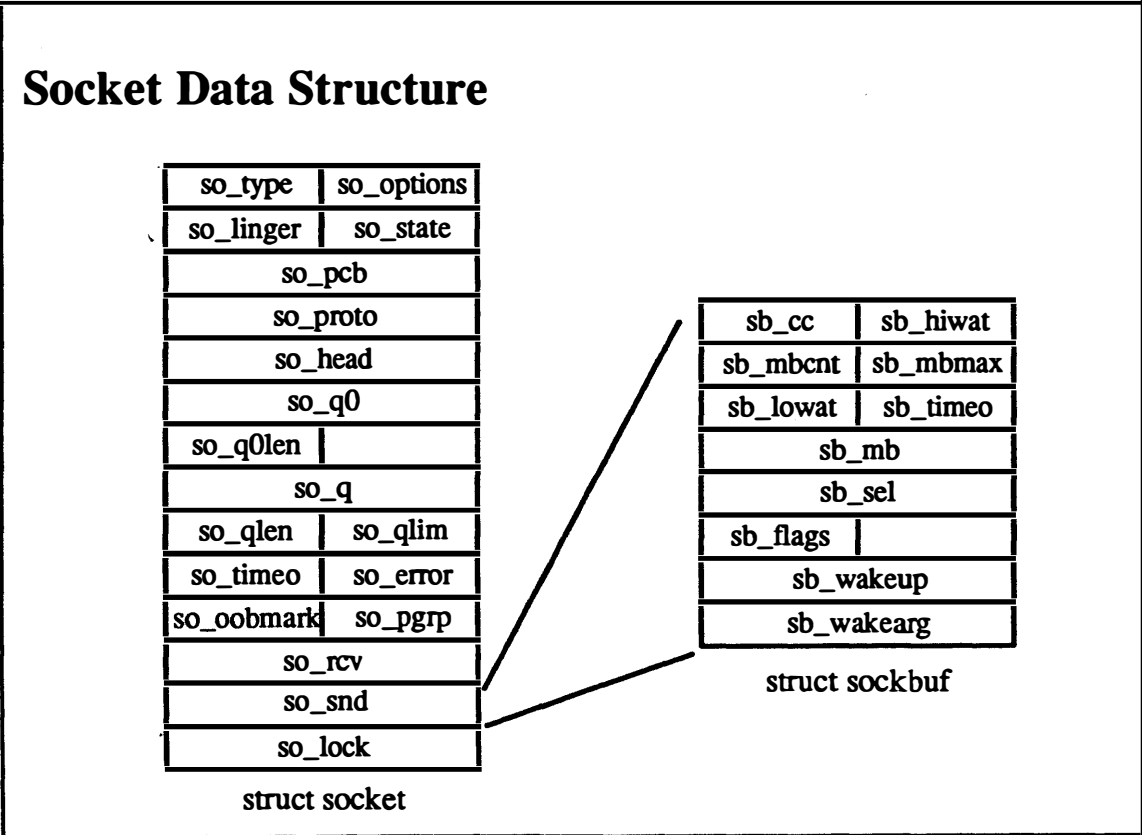 Socket Data Structure
so_type so_options
so_linger so_state
so_pcb
so_proto
so_head
so_q0
so_q0len
so_q
so_qlen so_qlim
so_timeo so_error
so_oobmark so_pgrp
so_rcv
so_snd
so_lock
struct socket
sb_cc sb_hiwat
sb_mbcnt sb_mbmax
sb_lowat sb_timeo
sb_mb
sb_sel
sb_flags
sb_wakeup
sb_wakearg
struct sockbuf